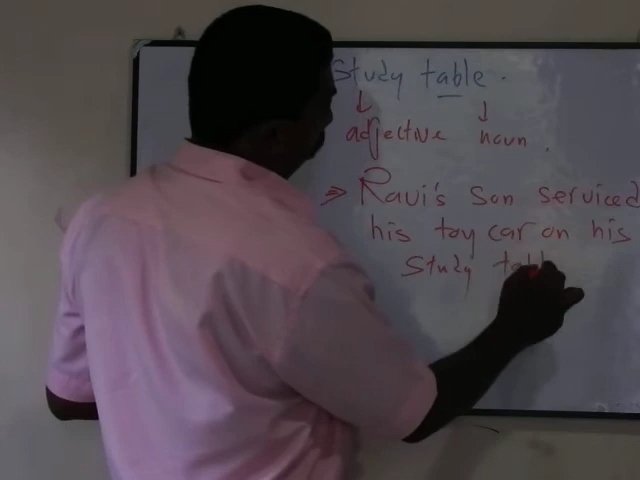 Study table.
adjective noun.
⇒ Ravi's Son serviced
his toy car on his
Study tabl